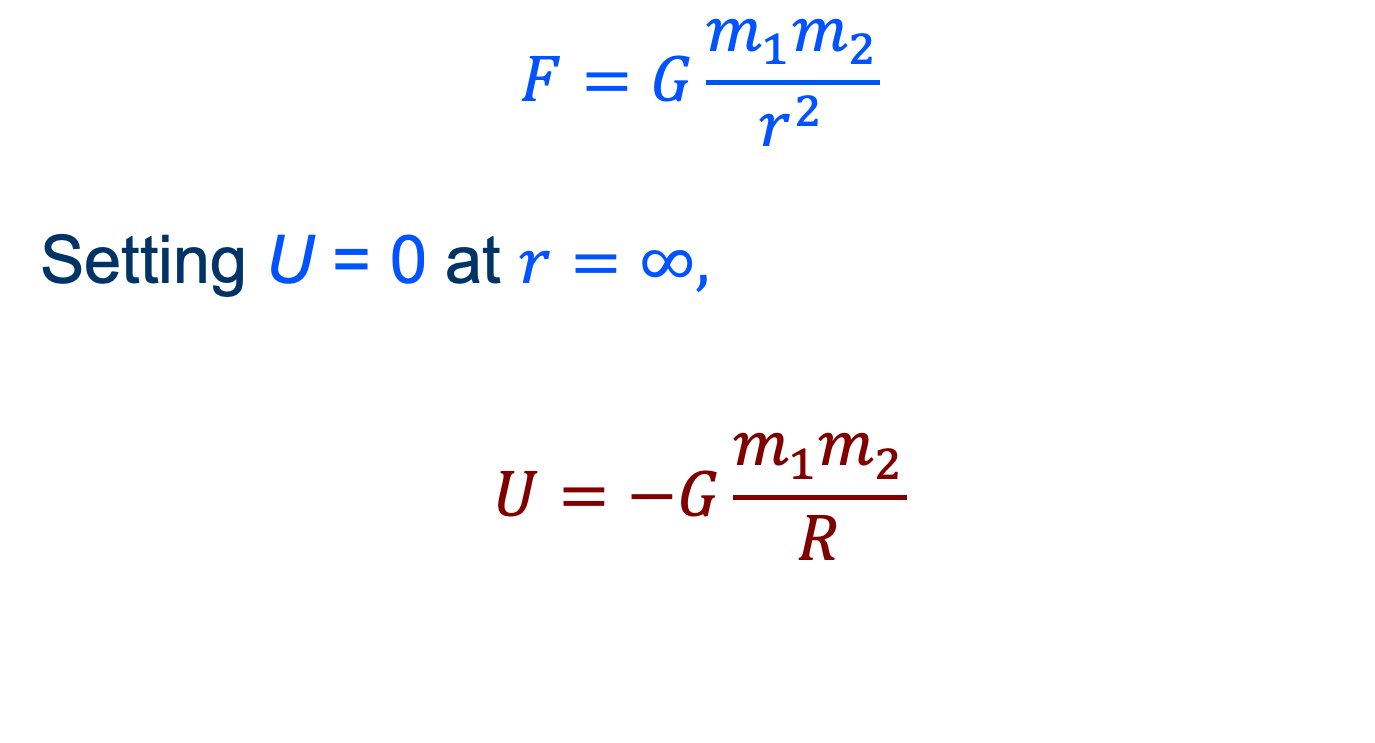 F = G m₁m₂ / r²
Setting U = 0 at r = ∞,
U = −G m₁m₂ / R